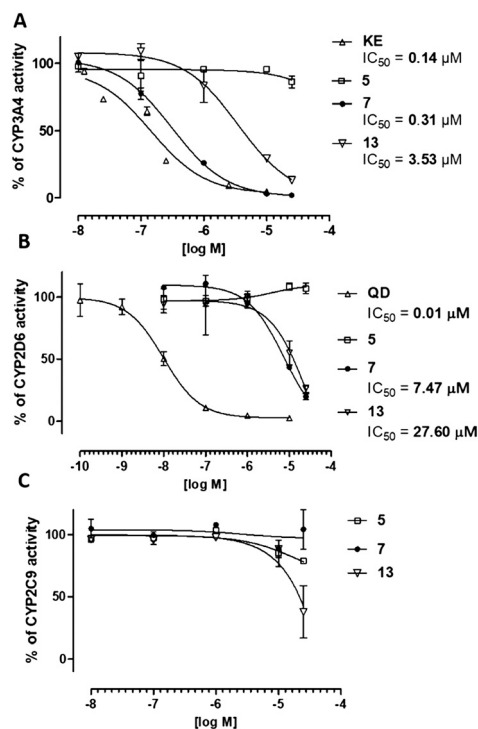 A
% of CYP3A4 activity
100
50
0
-8
-7
-6
-5
-4
[log M]
KE
IC50 = 0.14 µM
5
7
IC50 = 0.31 µM
13
IC50 = 3.53 µM
B
% of CYP2D6 activity
100
50
0
-10
-9
-8
-7
-6
-5
-4
[log M]
QD
IC50 = 0.01 µM
5
7
IC50 = 7.47 µM
13
IC50 = 27.60 µM
C
% of CYP2C9 activity
100
50
0
-8
-7
-6
-5
-4
[log M]
5
7
13